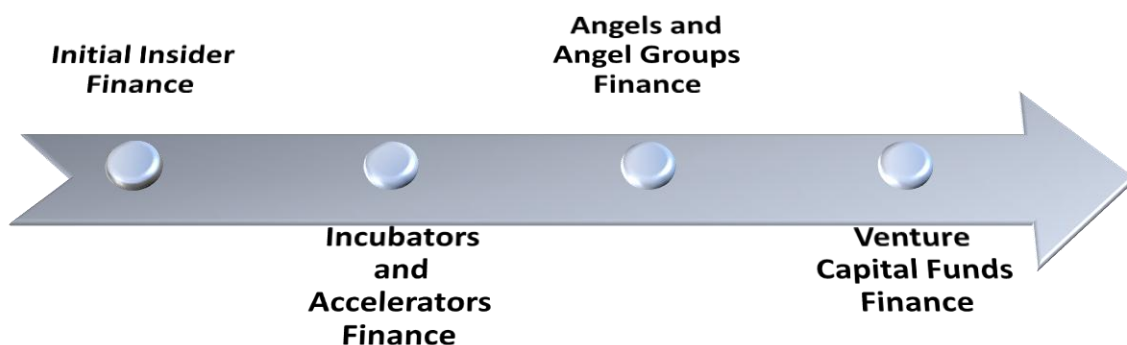 Initial Insider
Finance
Incubators
and
Accelerators
Finance
Angels and
Angel Groups
Finance
Venture
Capital Funds
Finance